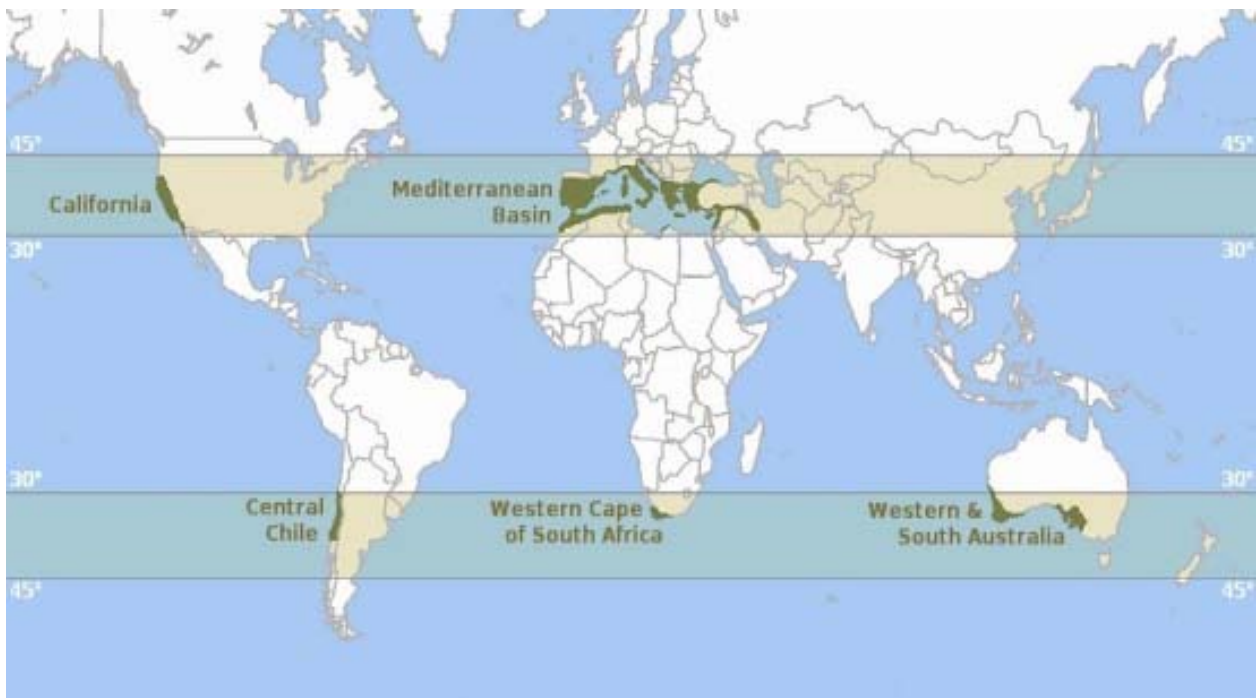 45°
45°
California
Mediterranean
Basin
30°
30°
30°
30°
Central
Chile
Western Cape
of South Africa
Western &
South Australia
45°
45°